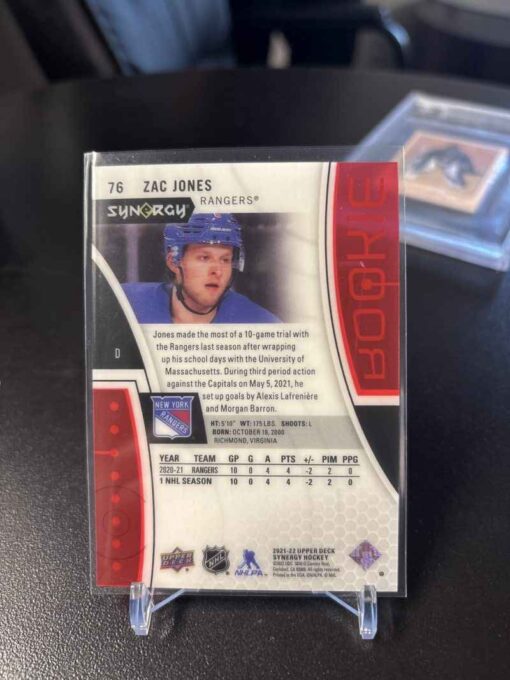 76 ZAC JONES
RANGERS®
SYNERGY
ROOKIE
Jones made the most of a 10-game trial with
the Rangers last season after wrapping
up his school days with the University of
Massachusetts. During third period action
against the Capitals on May 5, 2021, he
set up goals by Alexis Lafrenière
and Morgan Barron.
D
NEW YORK
RANGERS
HT: 5'10" WT: 175 LBS. SHOOTS: L
BORN: OCTOBER 18, 2000
RICHMOND, VIRGINIA
YEAR TEAM GP G A PTS +/- PIM PPG
2020-21 RANGERS 10 0 4 4 -2 2 0
1 NHL SEASON 10 0 4 4 -2 2 0
UPPER DECK
NHL
NHLPA
2021-22 UPPER DECK
SYNERGY HOCKEY